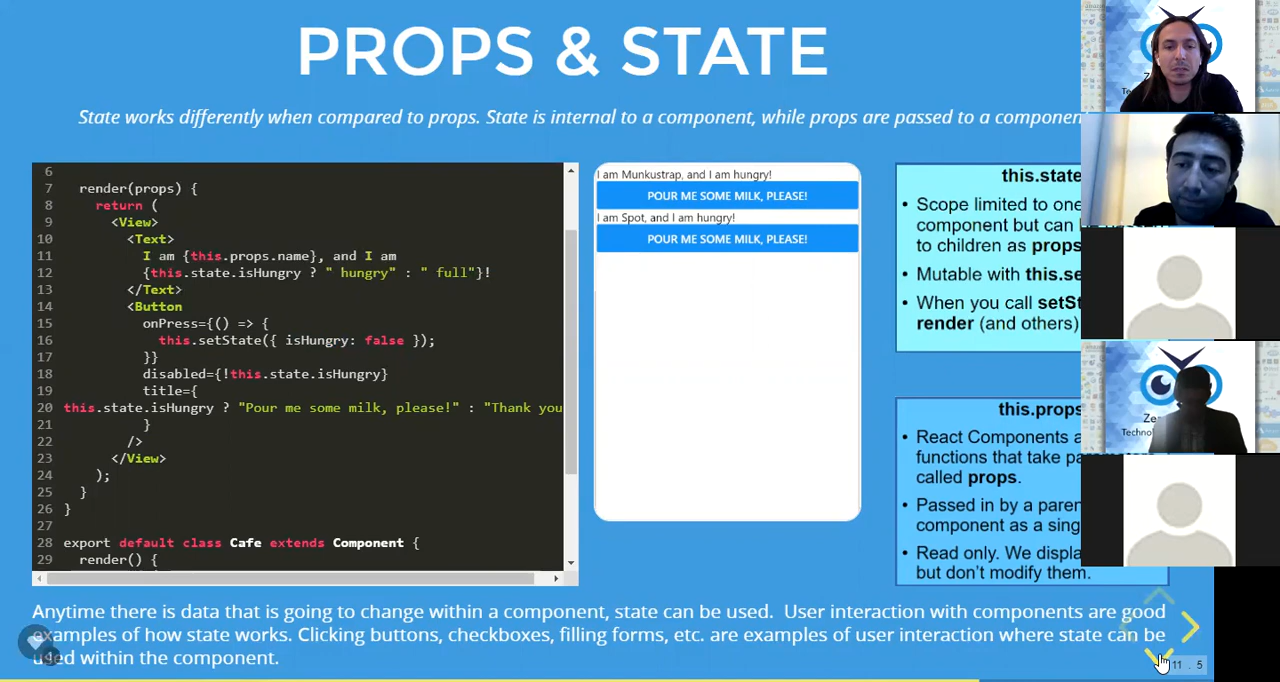 PROPS & STATE
State works differently when compared to props. State is internal to a component, while props are passed to a component
6
7 render(props) {
8 return (
9 <View>
10 <Text>
11 I am {this.props.name}, and I am
12 {this.state.isHungry ? " hungry" : " full"}!
13 </Text>
14 <Button
15 onPress={() => {
16 this.setState({ isHungry: false });
17 }}
18 disabled={!this.state.isHungry}
19 title={
20 this.state.isHungry ? "Pour me some milk, please!" : "Thank you
21 }
22 />
23 </View>
24 );
25 }
26 }
27
28 export default class Cafe extends Component {
29 render() {
I am Munkustrap, and I am hungry!
POUR ME SOME MILK, PLEASE!
I am Spot, and I am hungry!
POUR ME SOME MILK, PLEASE!
this.state
• Scope limited to one
component but can be
to children as props
• Mutable with
• When you call
render (and others)
this.props
• React Components
functions that take
called props.
• Passed in by a
component as a
• Read only. We
but don't modify them.
Anytime there is data that is going to change within a component, state can be used. User interaction with components are good
examples of how state works. Clicking buttons, checkboxes, filling forms, etc. are examples of user interaction where state can be
used within the component.
11 . 5